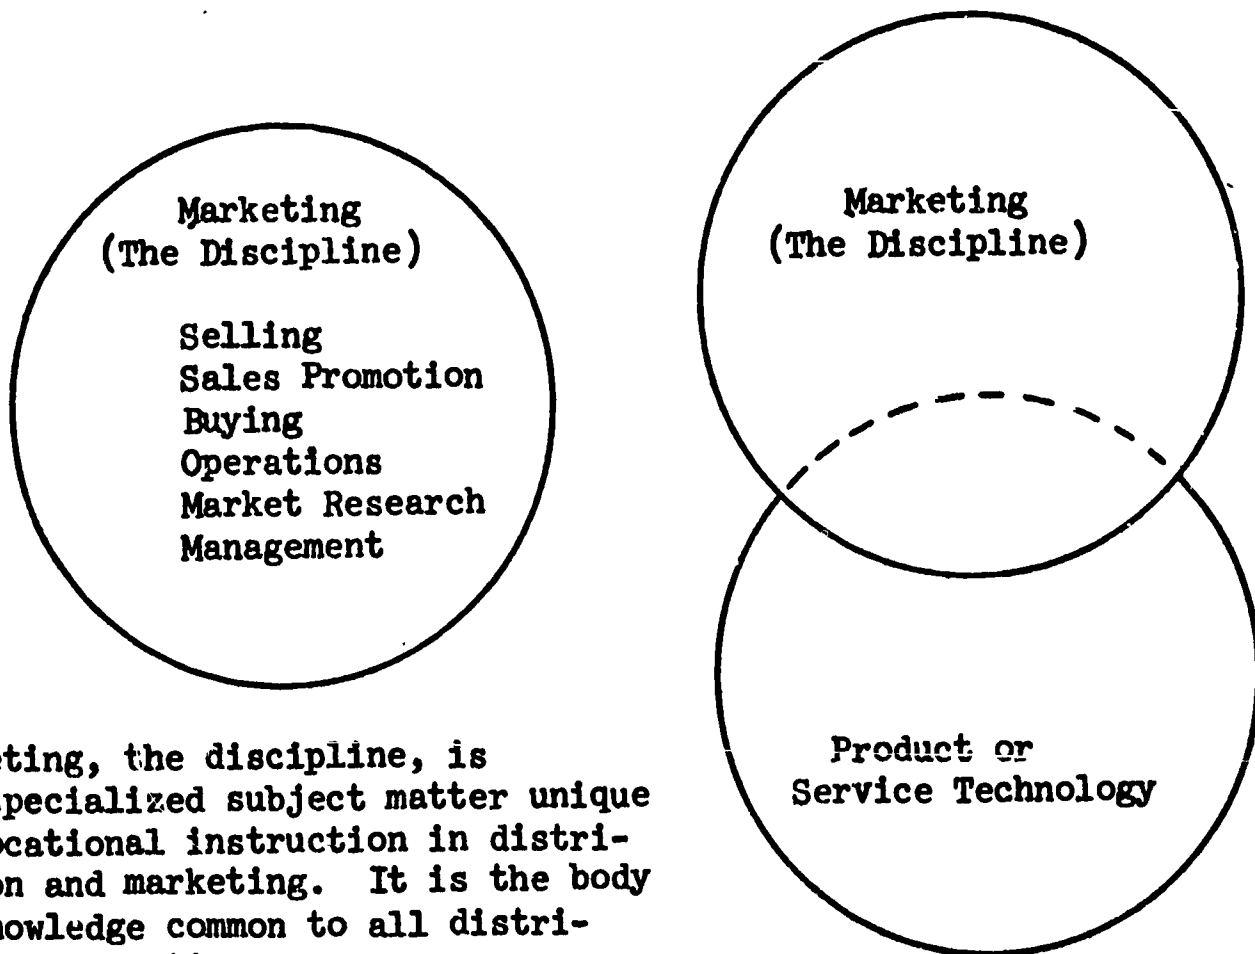 Marketing
(The Discipline)
Selling
Sales Promotion
Buying
Operations
Market Research
Management
eting, the discipline, is
specialized subject matter unique
ocational instruction in distri-
on and marketing. It is the body
nowledge common to all distri-
Marketing
(The Discipline)
Product or
Service Technology